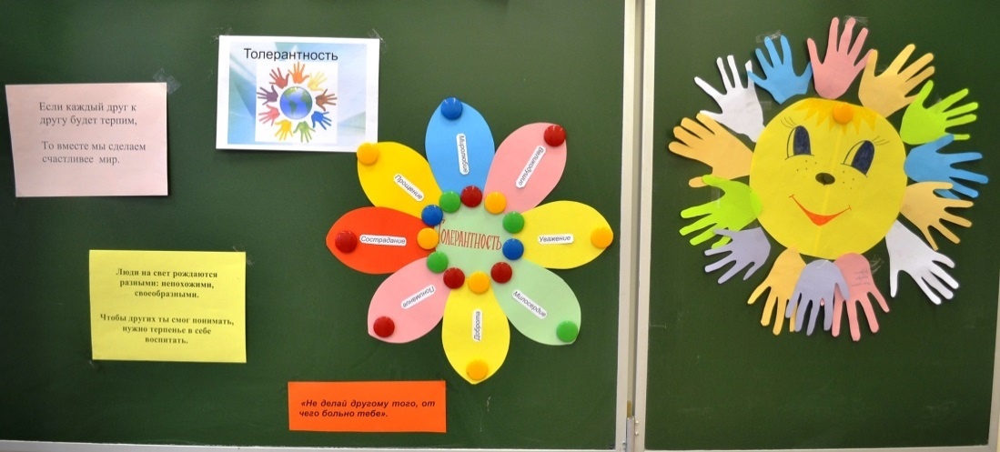 Толерантность
Если каждый друг к
другу будет терпим,
То вместе мы сделаем
счастливее мир.
Люди на свет рождаются
разными: непохожими,
своеобразными.
Чтобы других ты смог понимать,
нужно терпенье в себе
воспитать.
«Не делай другому того, от
чего больно тебе».
Миролюбие
Великодушие
Уважение
Милосердие
Доброта
Понимание
Сострадание
Прощение
ТОЛЕРАНТНОСТЬ